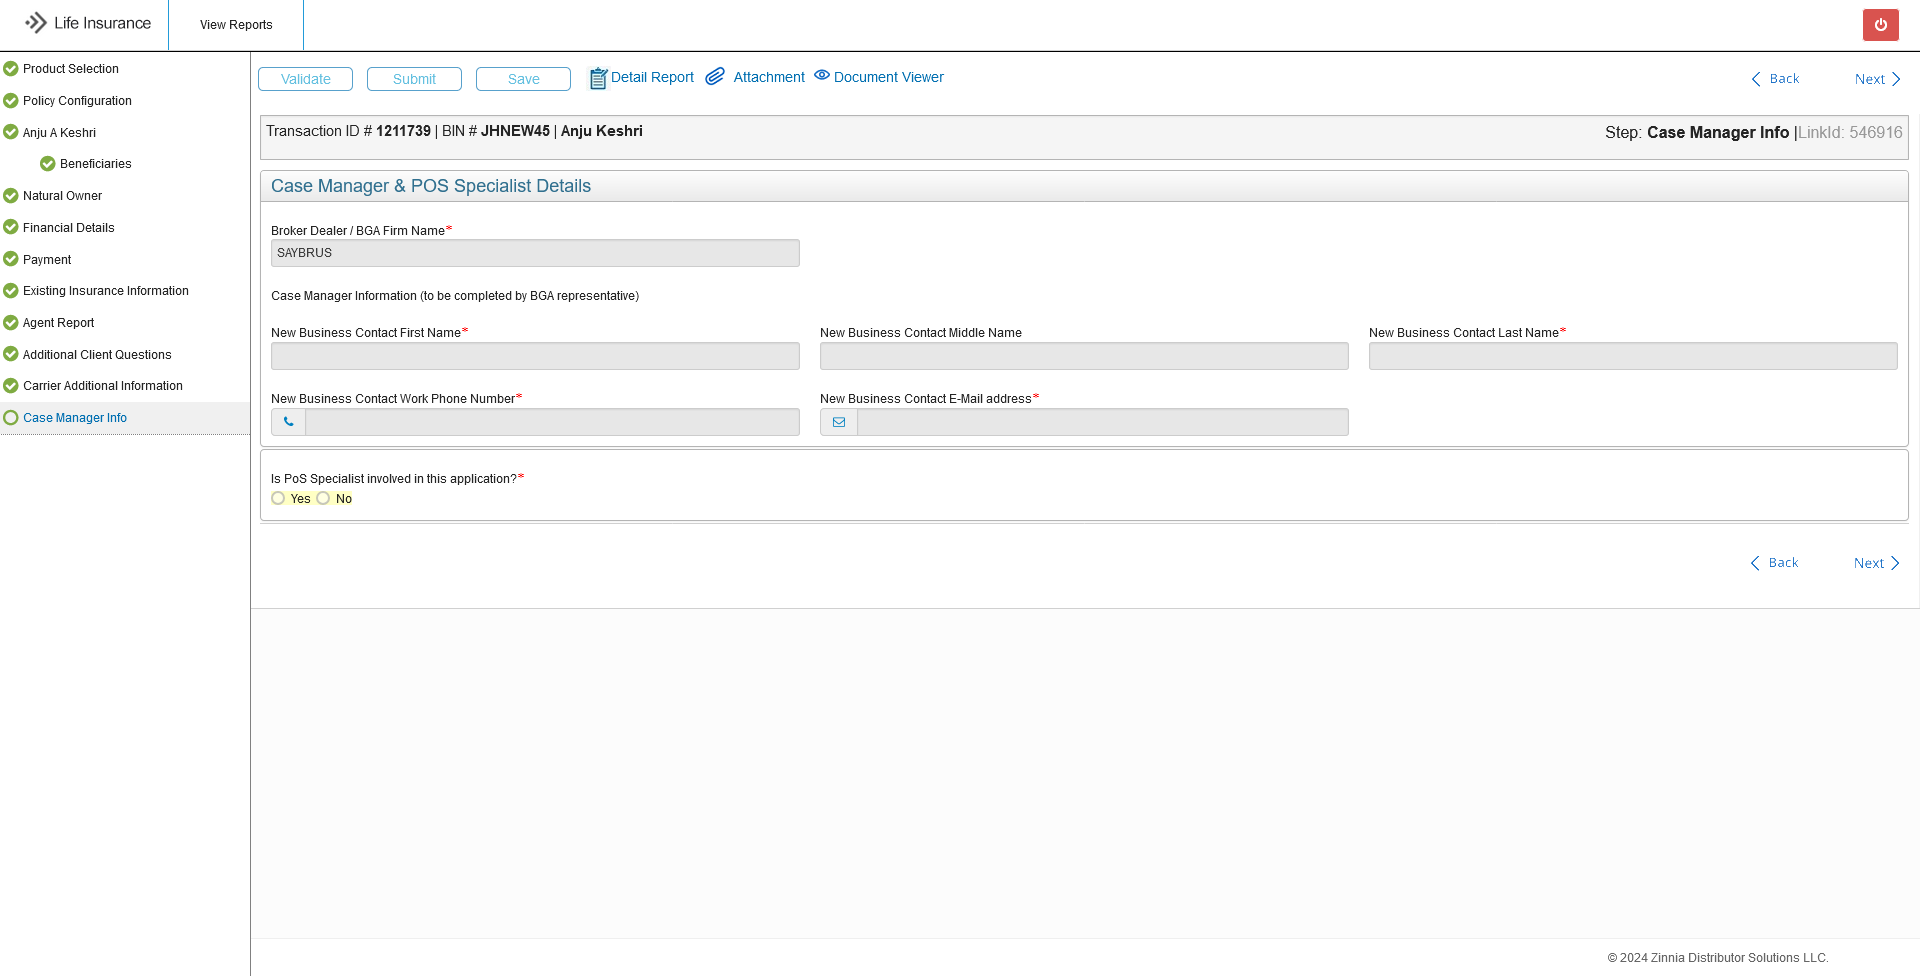 Life Insurance
View Reports
Product Selection
Policy Configuration
Anju A Keshri
Beneficiaries
Natural Owner
Financial Details
Payment
Existing Insurance Information
Agent Report
Additional Client Questions
Carrier Additional Information
Case Manager Info
Validate Submit Save Detail Report Attachment Document Viewer Back Next
Transaction ID # 1211739 | BIN # JHNEW45 | Anju Keshri
Step: Case Manager Info |LinkId: 546916
Case Manager & POS Specialist Details
Broker Dealer / BGA Firm Name*
SAYBRUS
Case Manager Information (to be completed by BGA representative)
New Business Contact First Name* New Business Contact Middle Name New Business Contact Last Name*
New Business Contact Work Phone Number* New Business Contact E-Mail address*
Is PoS Specialist involved in this application?*
Yes No
Back Next
© 2024 Zinnia Distributor Solutions LLC.